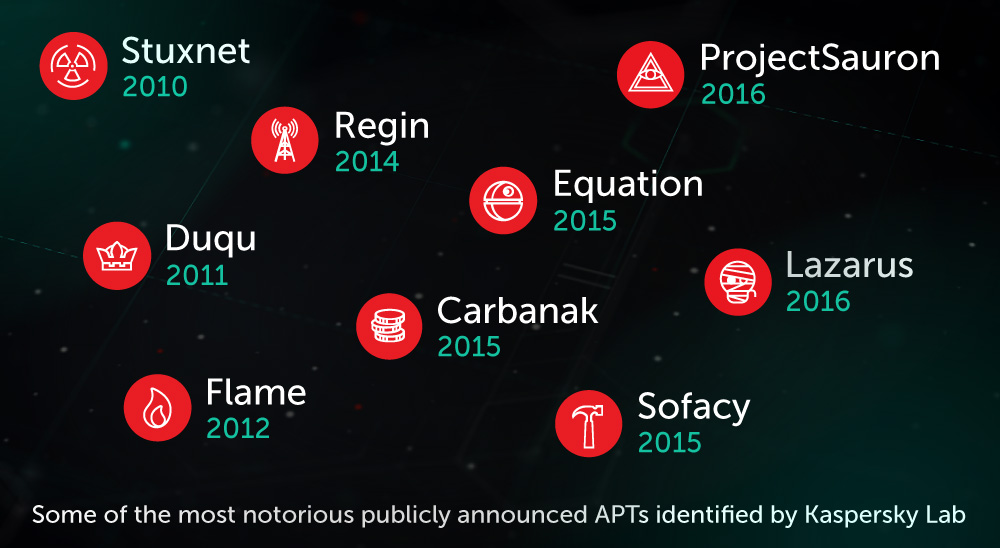 Stuxnet
2010
ProjectSauron
2016
Regin
2014
Equation
2015
Duqu
2011
Lazarus
2016
Carbanak
2015
Flame
2012
Sofacy
2015
Some of the most notorious publicly announced APTs identified by Kaspersky Lab